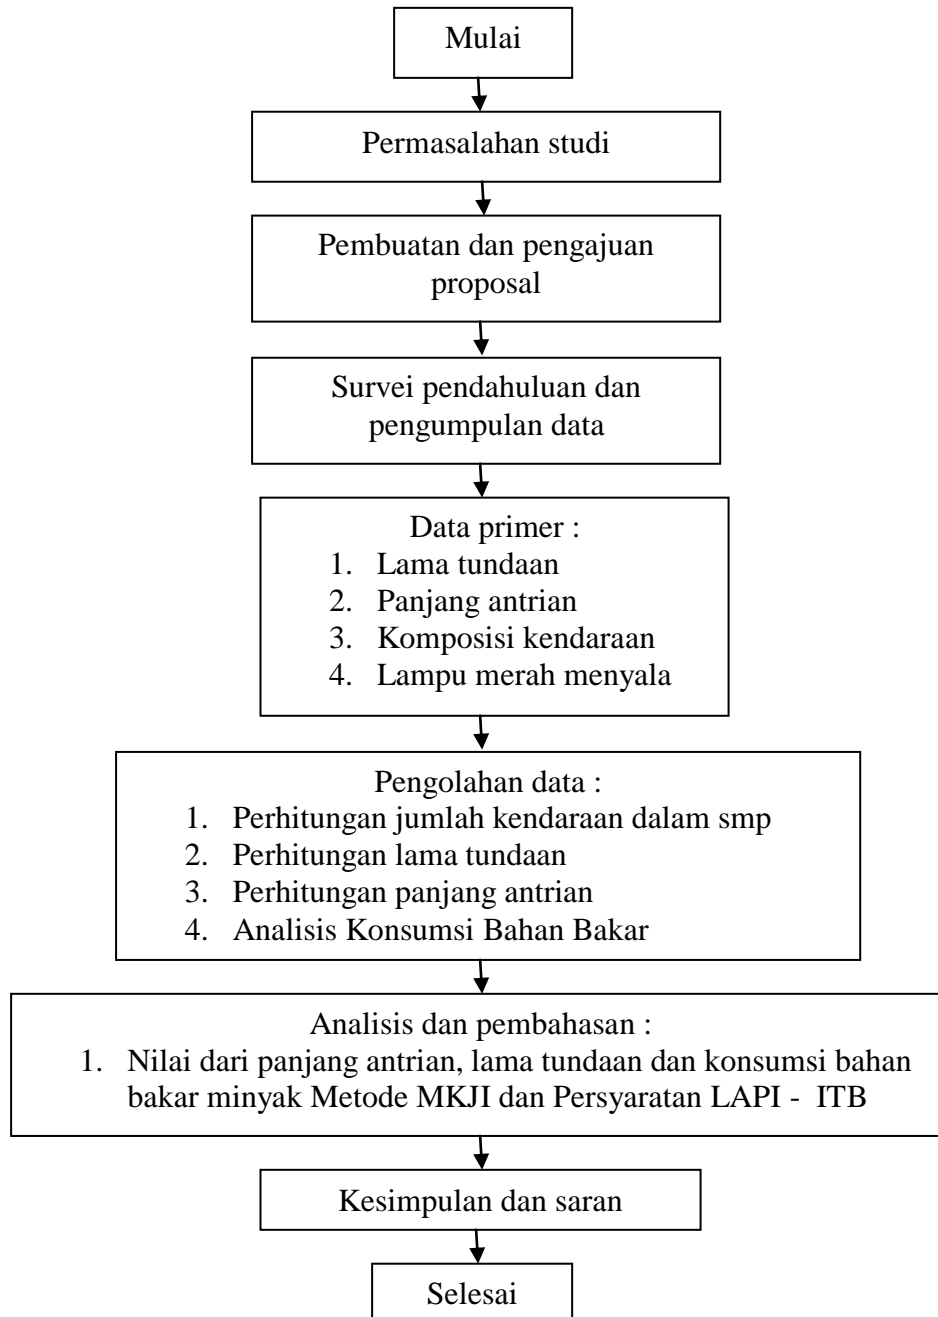 Mulai
Permasalahan studi
Pembuatan dan pengajuan
proposal
Survei pendahuluan dan
pengumpulan data
Data primer :
1. Lama tundaan
2. Panjang antrian
3. Komposisi kendaraan
4. Lampu merah menyala
Pengolahan data :
1. Perhitungan jumlah kendaraan dalam smp
2. Perhitungan lama tundaan
3. Perhitungan panjang antrian
4. Analisis Konsumsi Bahan Bakar
Analisis dan pembahasan :
1. Nilai dari panjang antrian, lama tundaan dan konsumsi bahan
bakar minyak Metode MKJI dan Persyaratan LAPI - ITB
Kesimpulan dan saran
Selesai